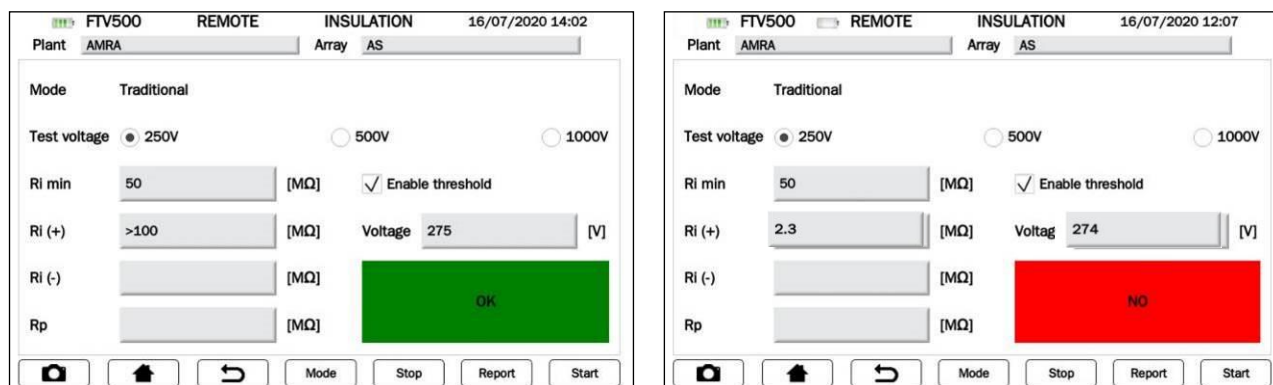 FTV500 REMOTE INSULATION 16/07/2020 14:02
Plant AMRA Array AS
Mode Traditional
Test voltage 250V 500V 1000V
Ri min 50 [MΩ] Enable threshold
Ri (+) >100 [MΩ] Voltage 275 [V]
Ri (-) [MΩ]
OK
Rp [MΩ]
Mode Stop Report Start
FTV500 REMOTE INSULATION 16/07/2020 12:07
Plant AMRA Array AS
Mode Traditional
Test voltage 250V 500V 1000V
Ri min 50 [MΩ] Enable threshold
Ri (+) 2.3 [MΩ] Voltag 274 [V]
Ri (-) [MΩ]
NO
Rp [MΩ]
Mode Stop Report Start